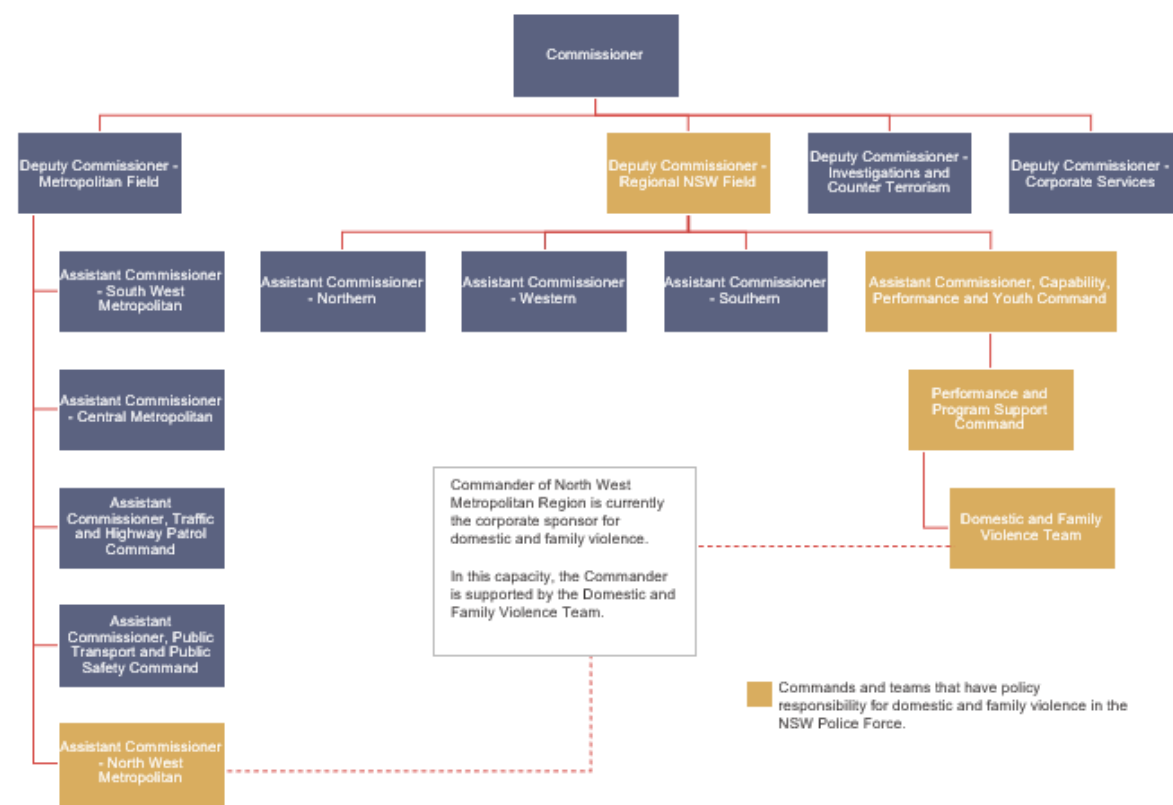 Commissioner
Deputy Commissioner -
Metropolitan Field
Deputy Commissioner -
Regional NSW Field
Deputy Commissioner -
Investigations and
Counter Terrorism
Deputy Commissioner -
Corporate Services
Assistant Commissioner
- South West
Metropolitan
Assistant Commissioner
- Northern
Assistant Commissioner
- Western
Assistant Commissioner
- Southern
Assistant Commissioner, Capability,
Performance and Youth Command
Assistant Commissioner
- Central Metropolitan
Performance and
Program Support
Command
Assistant
Commissioner, Traffic
and Highway Patrol
Command
Commander of North West
Metropolitan Region is currently
the corporate sponsor for
domestic and family violence.
In this capacity, the Commander
is supported by the Domestic and
Family Violence Team.
Domestic and Family
Violence Team
Assistant
Commissioner, Public
Transport and Public
Safety Command
Assistant Commissioner
- North West
Metropolitan
Commands and teams that have policy
responsibility for domestic and family violence in the
NSW Police Force.